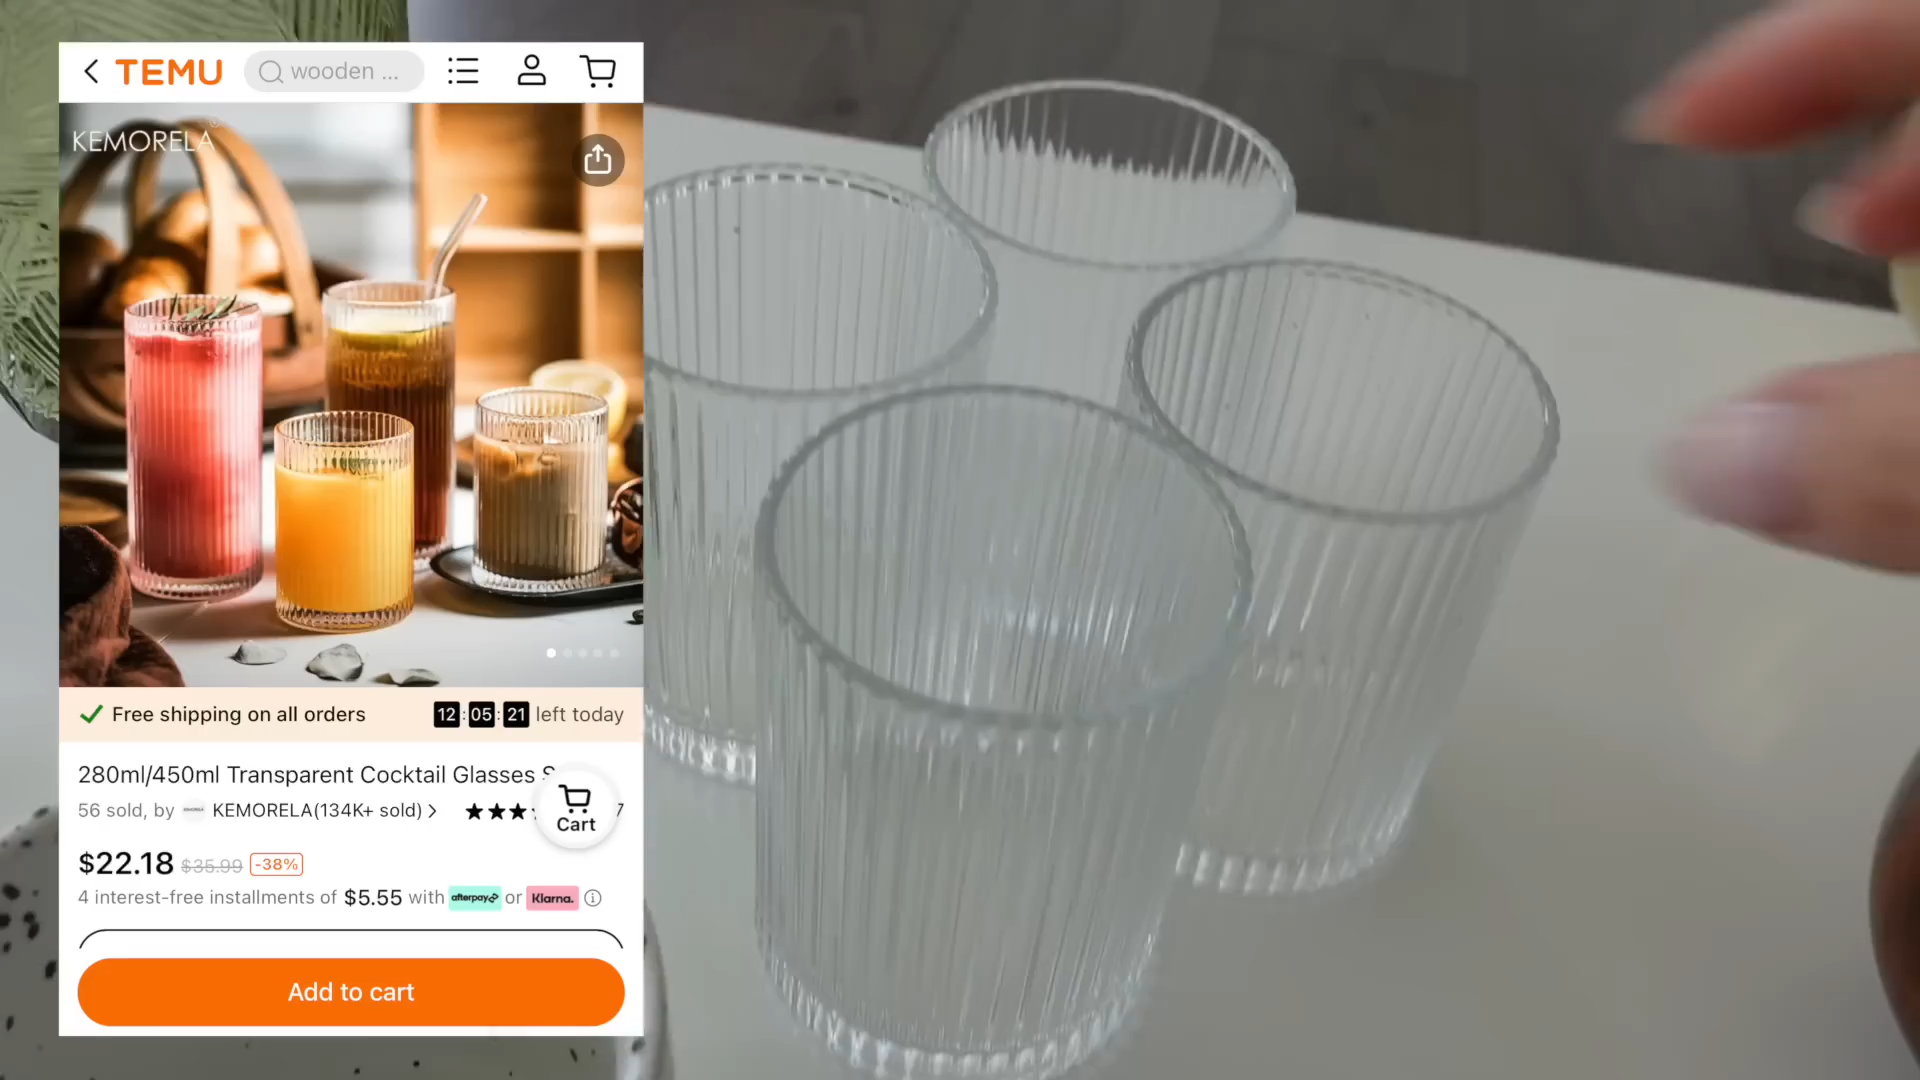 TEMU
wooden ...
KEMORELA
Free shipping on all orders
12:05:21 left today
280ml/450ml Transparent Cocktail Glasses S
56 sold, by KEMORELA(134K+ sold) >
Cart
$22.18 $35.99 -38%
4 interest-free installments of $5.55 with afterpay or Klarna.
Add to cart